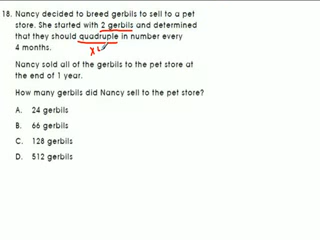 18. Nancy decided to breed gerbils to sell to a pet
store. She started with 2 gerbils and determined
that they should quadruple in number every
4 months.
Nancy sold all of the gerbils to the pet store at
the end of 1 year.
How many gerbils did Nancy sell to the pet store?
A. 24 gerbils
B. 66 gerbils
C. 128 gerbils
D. 512 gerbils